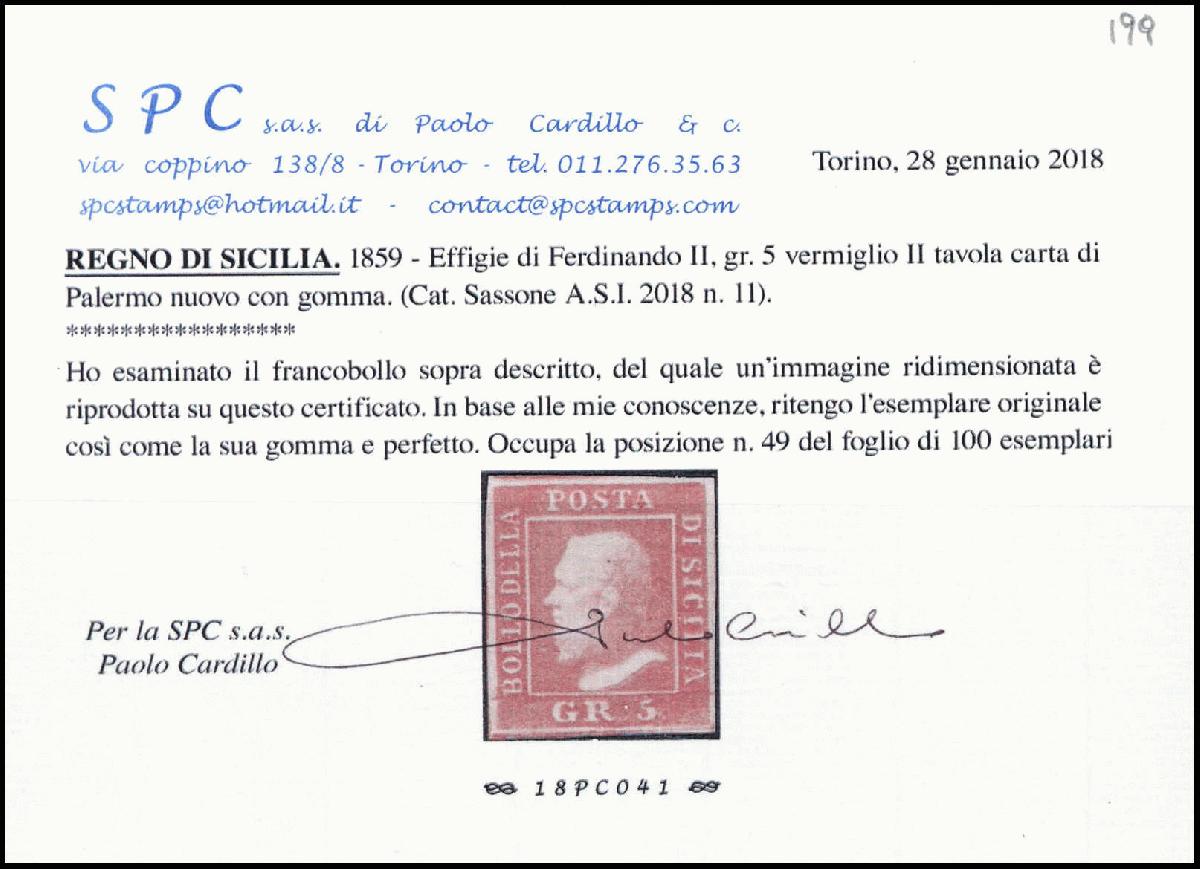 199
SPC s.a.s. di Paolo Cardillo & c.
via coppino 138/8 - Torino - tel. 011.276.35.63
spcstamps@hotmail.it - contact@spcstamps.com
Torino, 28 gennaio 2018
REGNO DI SICILIA. 1859 - Effigie di Ferdinando II, gr. 5 vermiglio II tavola carta di
Palermo nuovo con gomma. (Cat. Sassone A.S.I. 2018 n. 11).
*****************
Ho esaminato il francobollo sopra descritto, del quale un'immagine ridimensionata è
riprodotta su questo certificato. In base alle mie conoscenze, ritengo l'esemplare originale
così come la sua gomma e perfetto. Occupa la posizione n. 49 del foglio di 100 esemplari
BOLLO DELLA
POSTA
DI SICILIA
GR 5
Per la SPC s.a.s.
Paolo Cardillo
Paolo Cardillo
18PC041